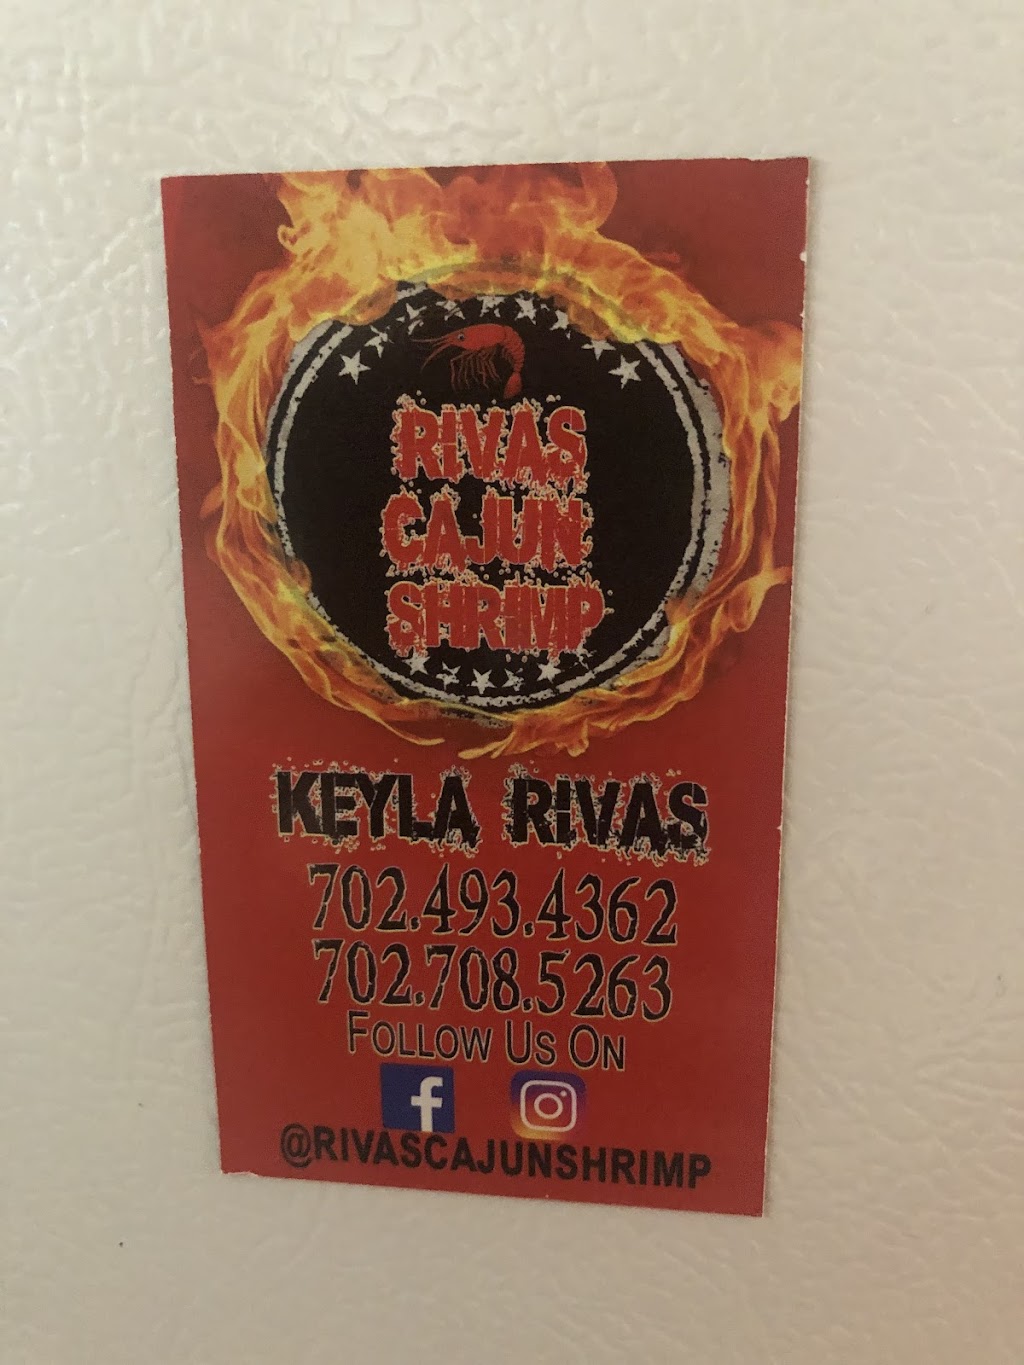 RIVAS
CAJUN
SHRIMP
KEYLA RIVAS
702.493.4362
702.708.5263
FOLLOW US ON
@RIVASCAJUNSHRIMP